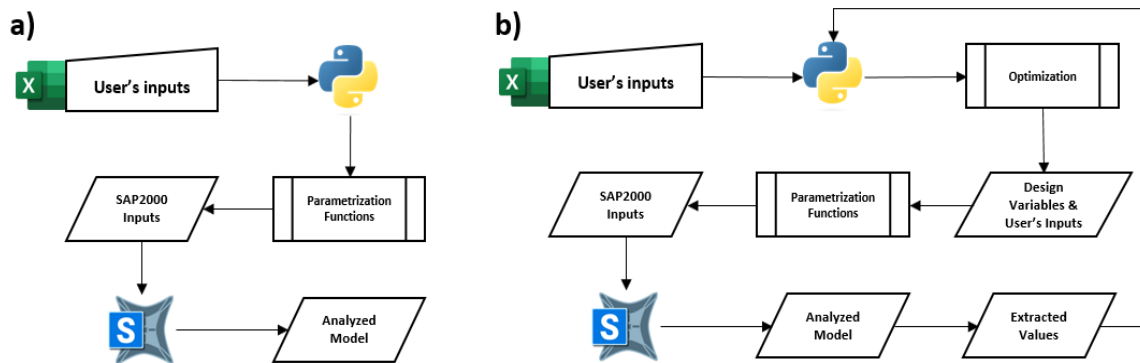 a)
X
User's inputs
SAP2000
Inputs
Parametrization
Functions
S
Analyzed
Model
b)
X
User's inputs
Optimization
SAP2000
Inputs
Parametrization
Functions
Design
Variables &
User's Inputs
S
Analyzed
Model
Extracted
Values